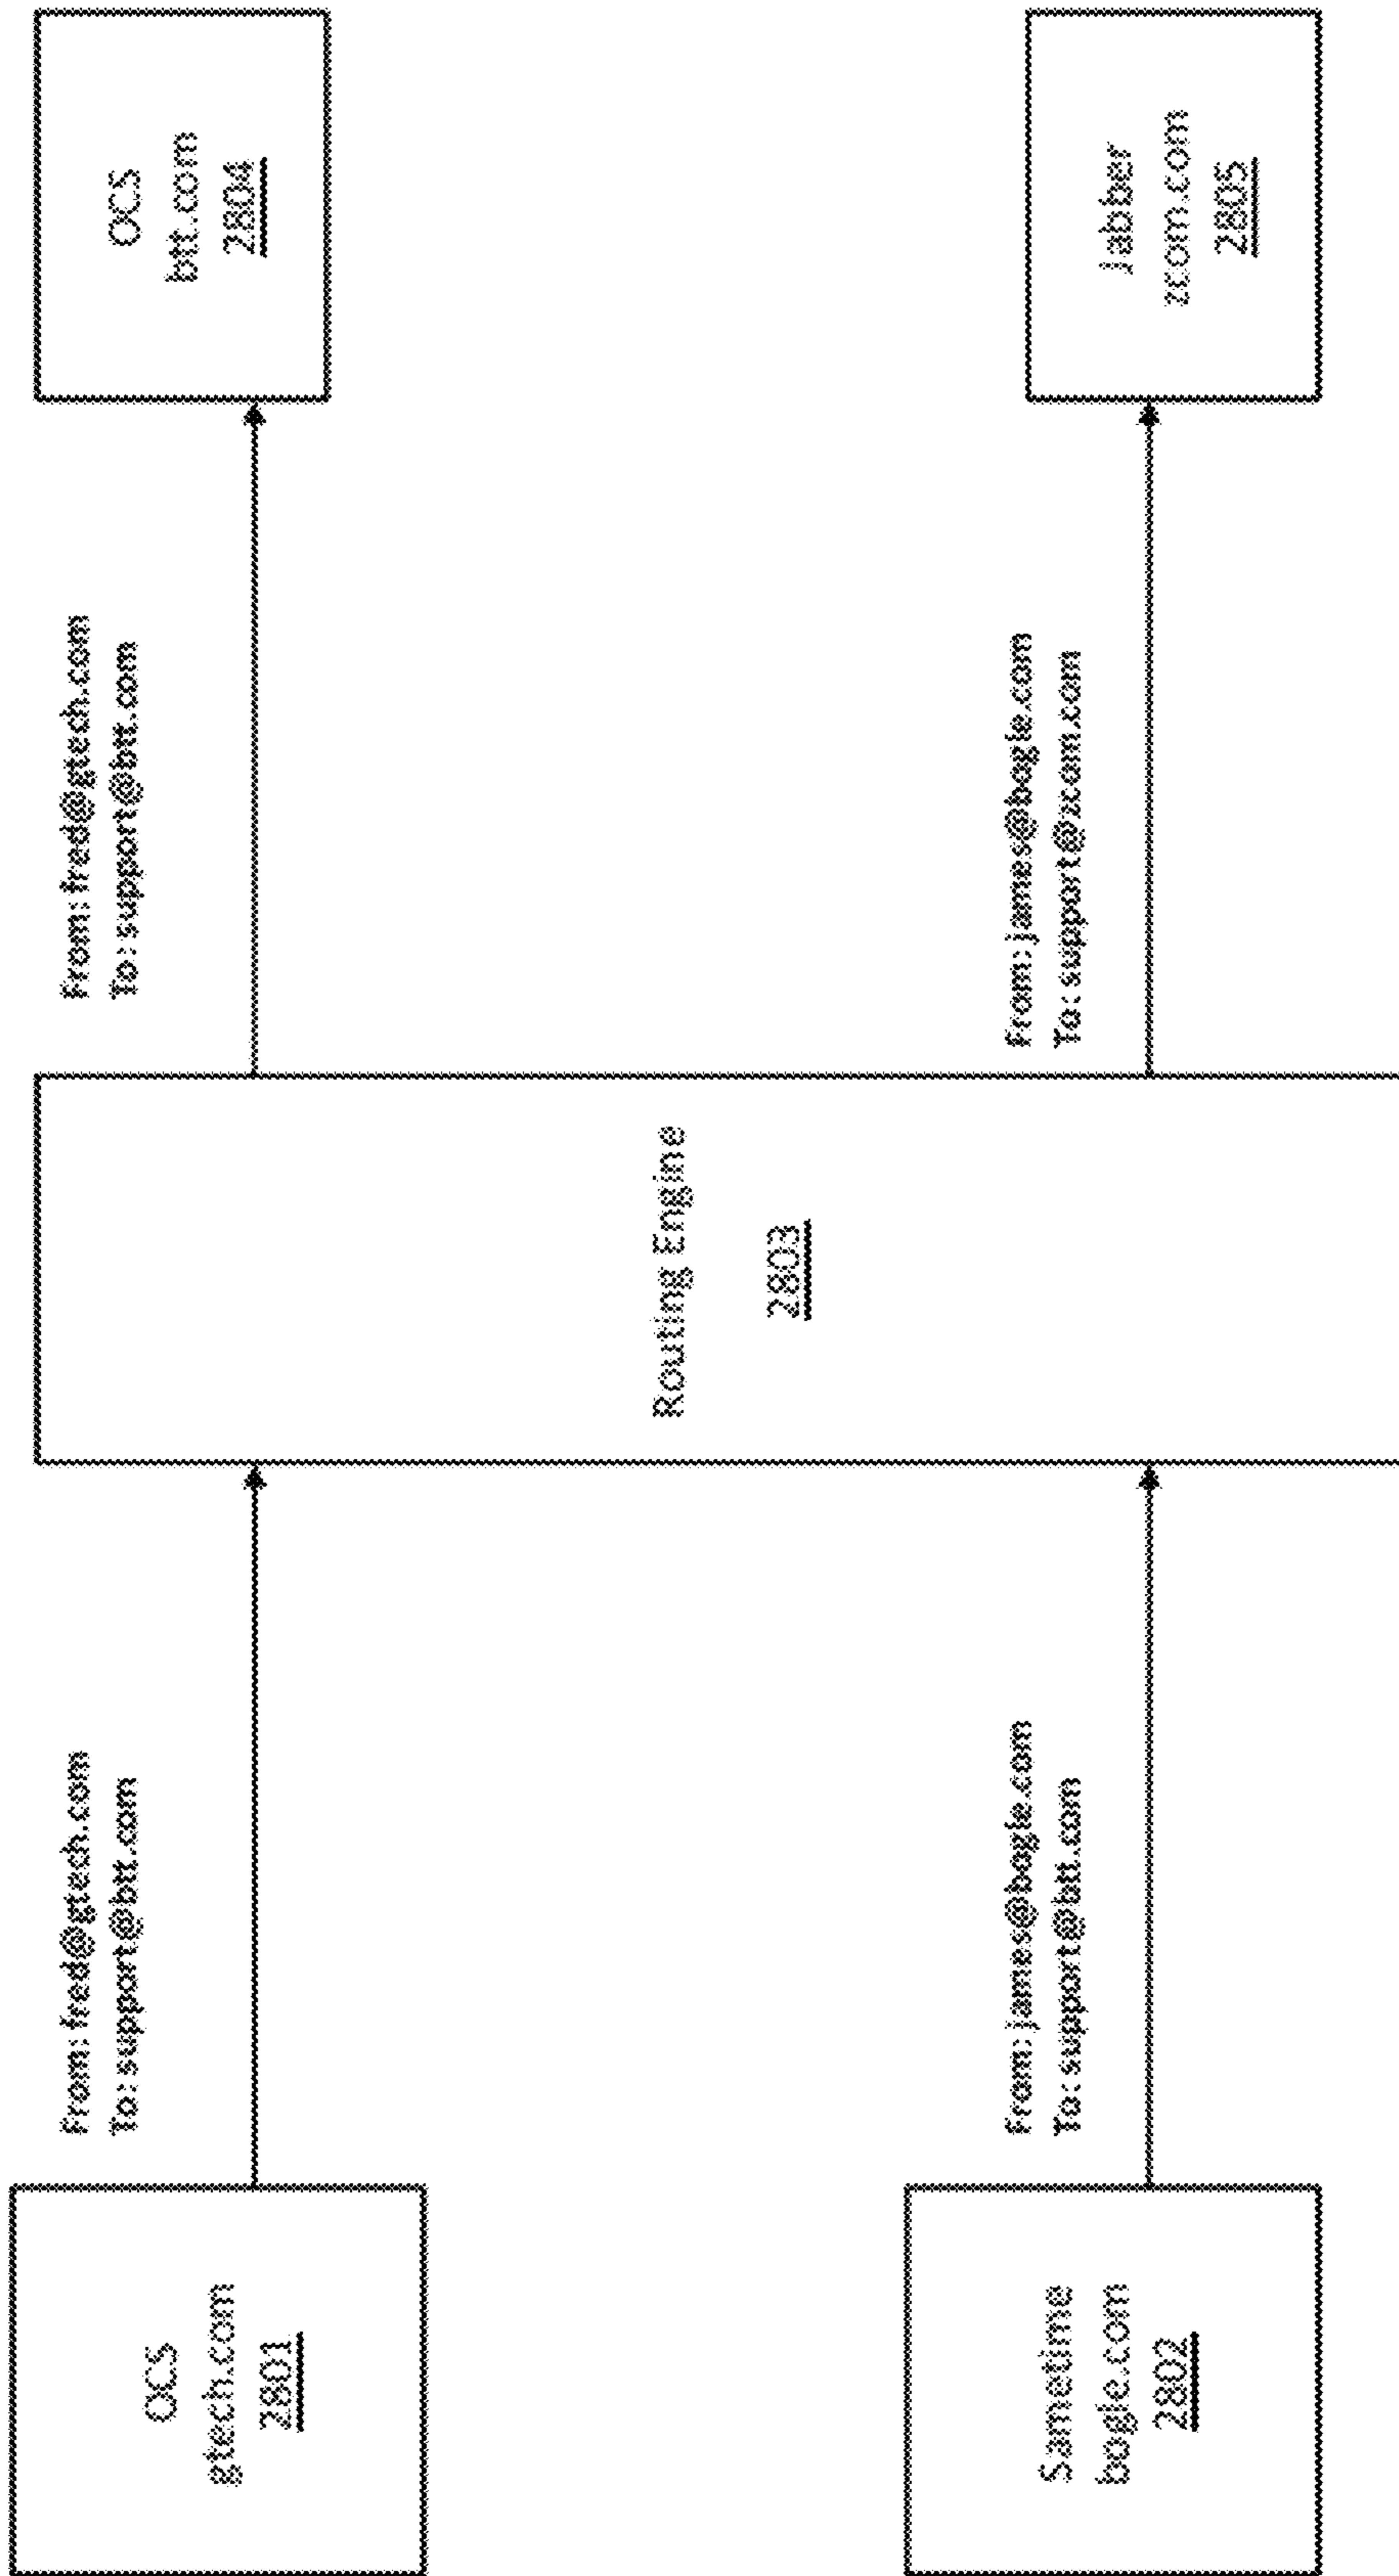 OCS
gtech.com
2801
From: fred@gtech.com
To: support@btt.com
Routing Engine
2803
From: fred@gtech.com
To: support@btt.com
OCS
btt.com
2804
Sametime
bogle.com
2802
From: james@bogle.com
To: support@btt.com
From: james@bogle.com
To: support@zcom.com
Jabber
zcom.com
2805